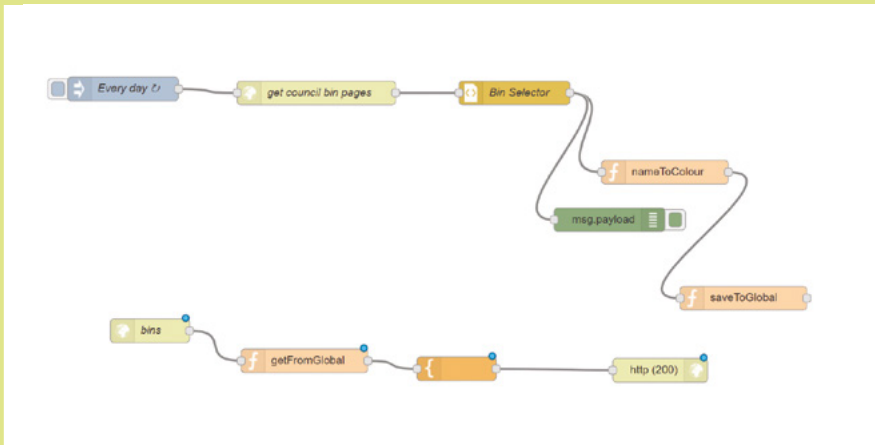 Every day ↻
get council bin pages
Bin Selector
nameToColour
msg.payload
saveToGlobal
bins
getFromGlobal
{
http (200)